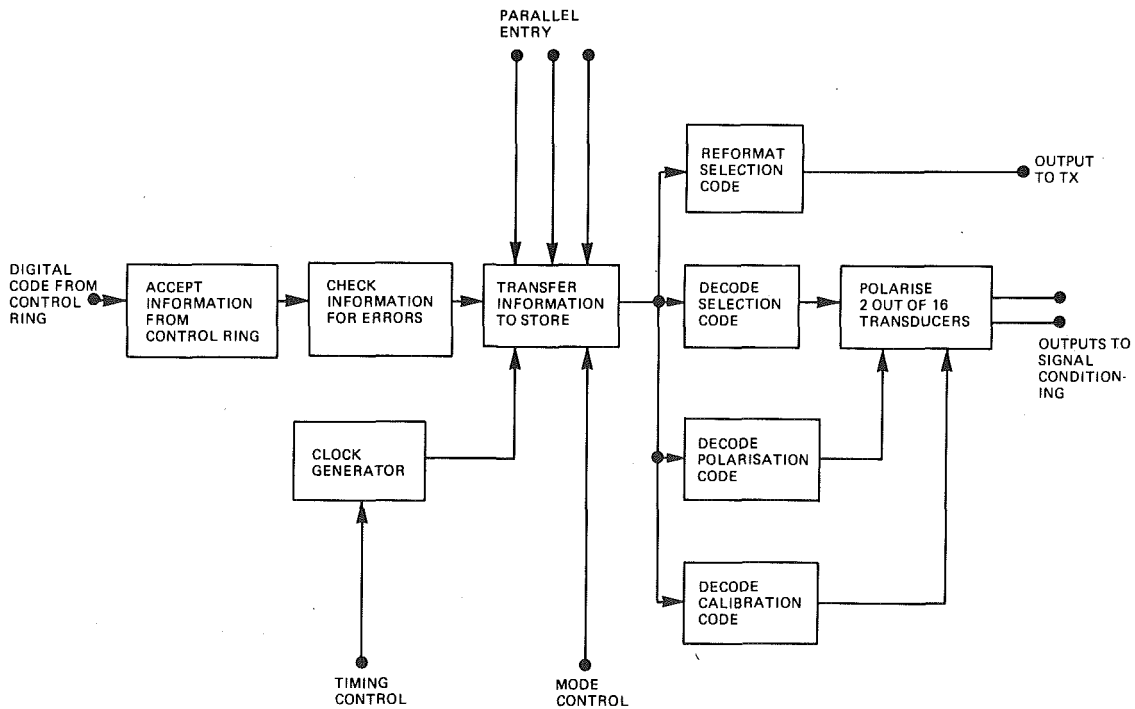 PARALLEL
ENTRY
REFORMAT
SELECTION
CODE
OUTPUT
TO TX
DIGITAL
CODE FROM
CONTROL
RING
ACCEPT
INFORMATION
FROM
CONTROL RING
CHECK
INFORMATION
FOR ERRORS
TRANSFER
INFORMATION
TO STORE
DECODE
SELECTION
CODE
POLARISE
2 OUT OF 16
TRANSDUCERS
OUTPUTS TO
SIGNAL
CONDITION-
ING
CLOCK
GENERATOR
DECODE
POLARISATION
CODE
DECODE
CALIBRATION
CODE
TIMING
CONTROL
MODE
CONTROL